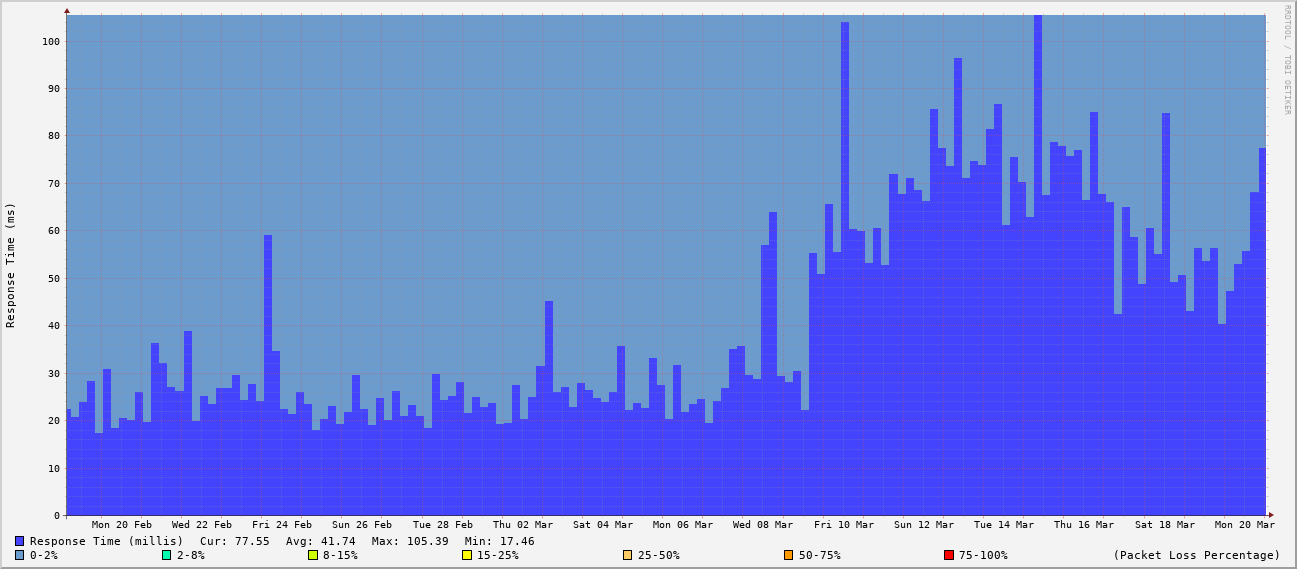 RRDTOOL / TOBI OETIKER
Response Time (ms)
100
90
80
70
60
50
40
30
20
10
0
Mon 20 Feb Wed 22 Feb Fri 24 Feb Sun 26 Feb Tue 28 Feb Thu 02 Mar Sat 04 Mar Mon 06 Mar Wed 08 Mar Fri 10 Mar Sun 12 Mar Tue 14 Mar Thu 16 Mar Sat 18 Mar Mon 20 Mar
Response Time (millis) Cur: 77.55 Avg: 41.74 Max: 105.39 Min: 17.46
0-2% 2-8% 8-15% 15-25% 25-50% 50-75% 75-100% (Packet Loss Percentage)